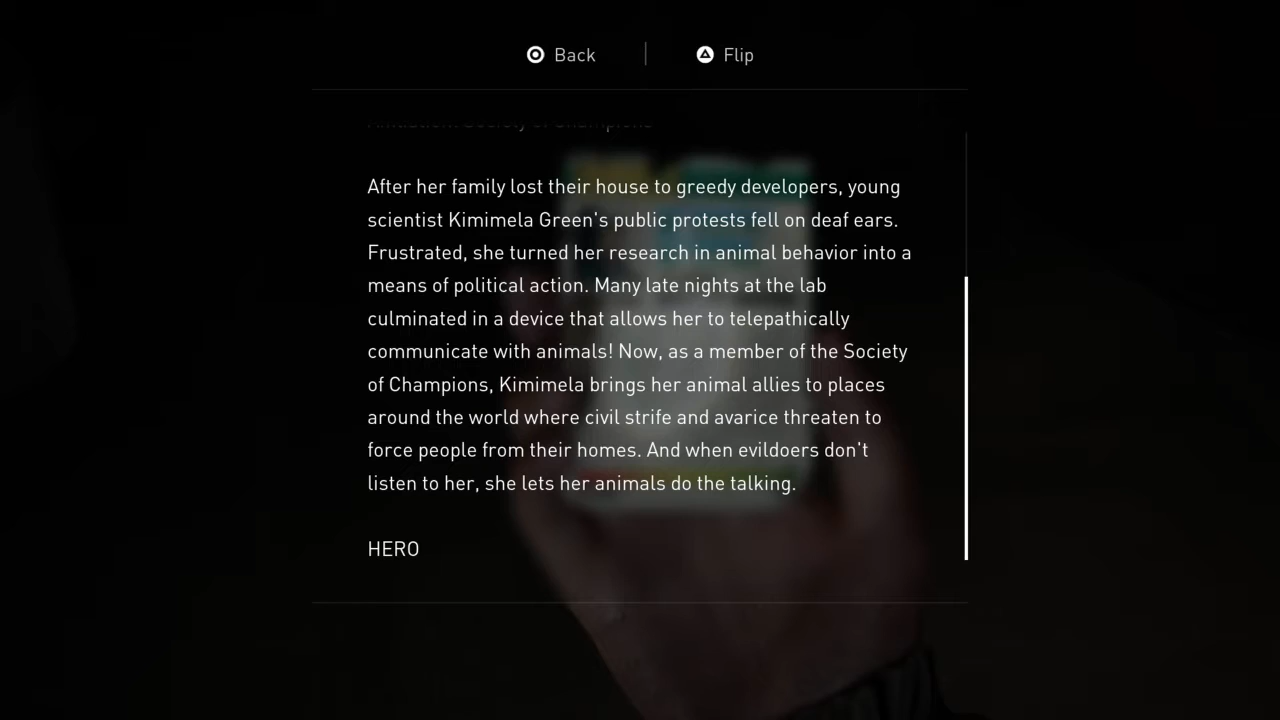 Back
Flip
After her family lost their house to greedy developers, young
scientist Kimimela Green's public protests fell on deaf ears.
Frustrated, she turned her research in animal behavior into a
means of political action. Many late nights at the lab
culminated in a device that allows her to telepathically
communicate with animals! Now, as a member of the Society
of Champions, Kimimela brings her animal allies to places
around the world where civil strife and avarice threaten to
force people from their homes. And when evildoers don't
listen to her, she lets her animals do the talking.
HERO